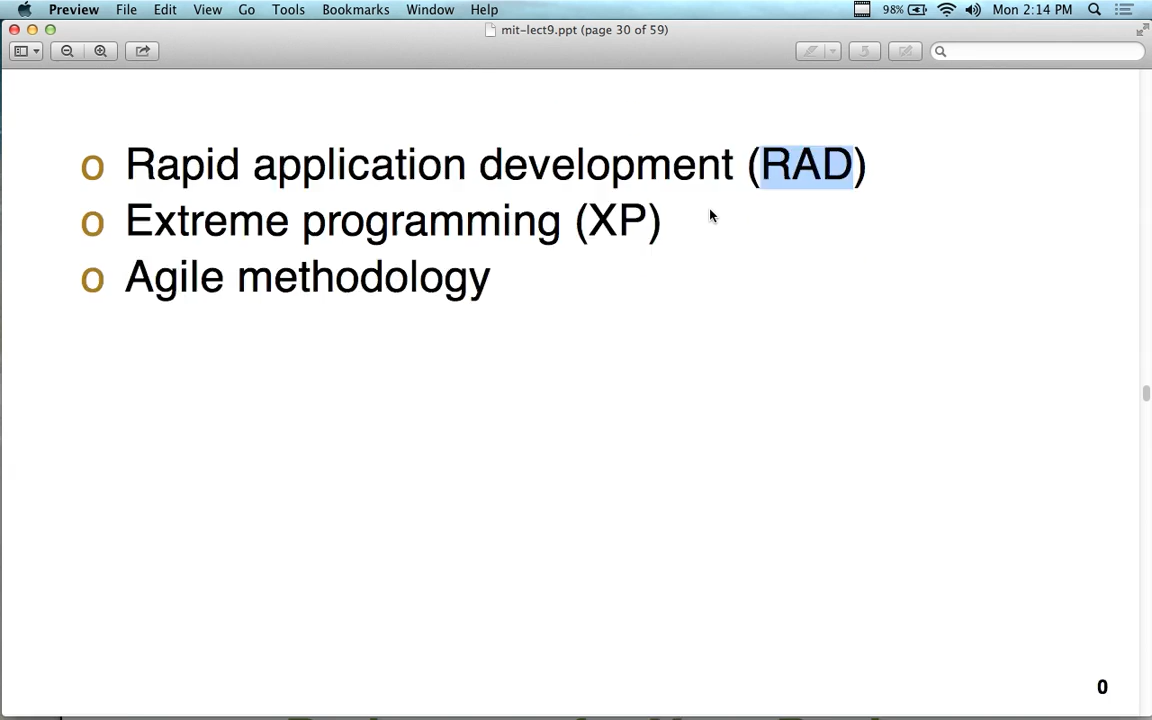 Preview File Edit View Go Tools Bookmarks Window Help 98% Mon 2:14 PM
mit-lect9.ppt (page 30 of 59)
o Rapid application development (RAD)
o Extreme programming (XP)
o Agile methodology
0